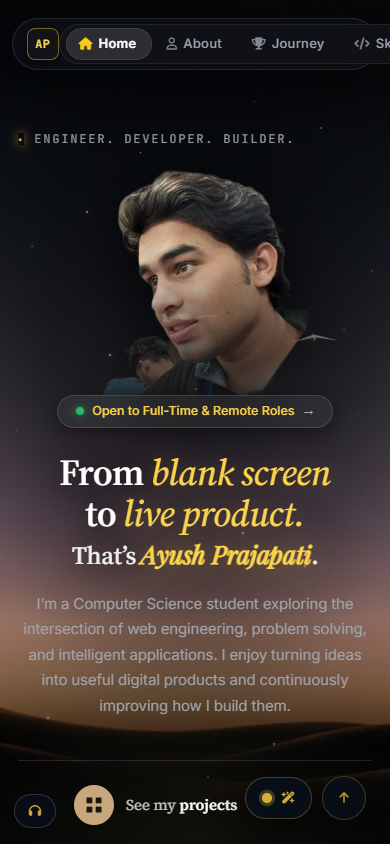 AP Home About Journey </> Sk
ENGINEER. DEVELOPER. BUILDER.
Open to Full-Time & Remote Roles →
From blank screen
to live product.
That's Ayush Prajapati.
I'm a Computer Science student exploring the
intersection of web engineering, problem solving,
and intelligent applications. I enjoy turning ideas
into useful digital products and continuously
improving how I build them.
See my projects